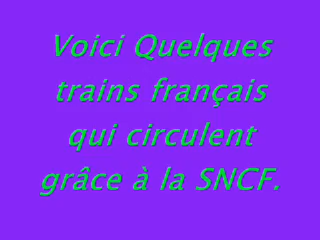 Voici Quelques
trains français
qui circulent
grâce à la SNCF.